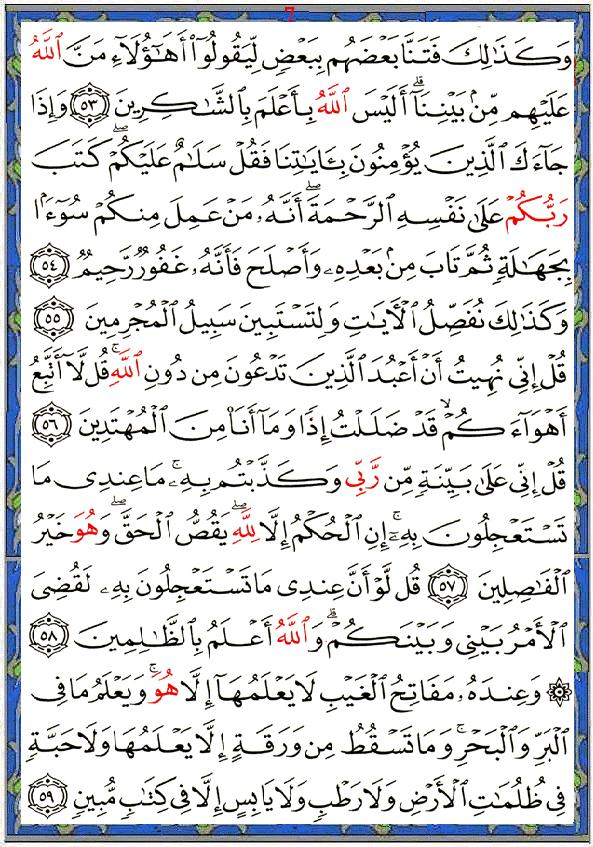 7
وَكَذَٰلِكَ فَتَنَّا بَعْضَهُم بِبَعْضٍ لِّيَقُولُوٓا۟ أَهَٰٓؤُلَآءِ مَنَّ ٱللَّهُ
عَلَيْهِم مِّنۢ بَيْنِنَآ ۗ أَلَيْسَ ٱللَّهُ بِأَعْلَمَ بِٱلشَّٰكِرِينَ ٥٣ وَإِذَا
جَآءَكَ ٱلَّذِينَ يُؤْمِنُونَ بِـَٔايَٰتِنَا فَقُلْ سَلَٰمٌ عَلَيْكُمْ ۖ كَتَبَ
رَبُّكُمْ عَلَىٰ نَفْسِهِ ٱلرَّحْمَةَ ۖ أَنَّهُۥ مَنْ عَمِلَ مِنكُمْ سُوٓءًۢا
بِجَهَٰلَةٍ ثُمَّ تَابَ مِنۢ بَعْدِهِۦ وَأَصْلَحَ فَأَنَّهُۥ غَفُورٌ رَّحِيمٌ ٥٤
وَكَذَٰلِكَ نُفَصِّلُ ٱلْـَٔايَٰتِ وَلِتَسْتَبِينَ سَبِيلُ ٱلْمُجْرِمِينَ ٥٥
قُلْ إِنِّى نُهِيتُ أَنْ أَعْبُدَ ٱلَّذِينَ تَدْعُونَ مِن دُونِ ٱللَّهِ ۚ قُل لَّآ أَتَّبِعُ
أَهْوَآءَكُمْ ۙ قَدْ ضَلَلْتُ إِذًا وَمَآ أَنَا۠ مِنَ ٱلْمُهْتَدِينَ ٥٦
قُلْ إِنِّى عَلَىٰ بَيِّنَةٍ مِّن رَّبِّى وَكَذَّبْتُم بِهِۦ ۚ مَا عِندِى مَا
تَسْتَعْجِلُونَ بِهِۦٓ ۚ إِنِ ٱلْحُكْمُ إِلَّا لِلَّهِ ۖ يَقُصُّ ٱلْحَقَّ ۖ وَهُوَ خَيْرُ
ٱلْفَٰصِلِينَ ٥٧ قُل لَّوْ أَنَّ عِندِى مَا تَسْتَعْجِلُونَ بِهِۦ لَقُضِىَ
ٱلْأَمْرُ بَيْنِى وَبَيْنَكُمْ ۗ وَٱللَّهُ أَعْلَمُ بِٱلظَّٰلِمِينَ ٥٨
۞ وَعِندَهُۥ مَفَاتِحُ ٱلْغَيْبِ لَا يَعْلَمُهَآ إِلَّا هُوَ ۚ وَيَعْلَمُ مَا فِى
ٱلْبَرِّ وَٱلْبَحْرِ ۚ وَمَا تَسْقُطُ مِن وَرَقَةٍ إِلَّا يَعْلَمُهَا وَلَا حَبَّةٍ
فِى ظُلُمَٰتِ ٱلْأَرْضِ وَلَا رَطْبٍ وَلَا يَابِسٍ إِلَّا فِى كِتَٰبٍ مُّبِينٍ ٥٩